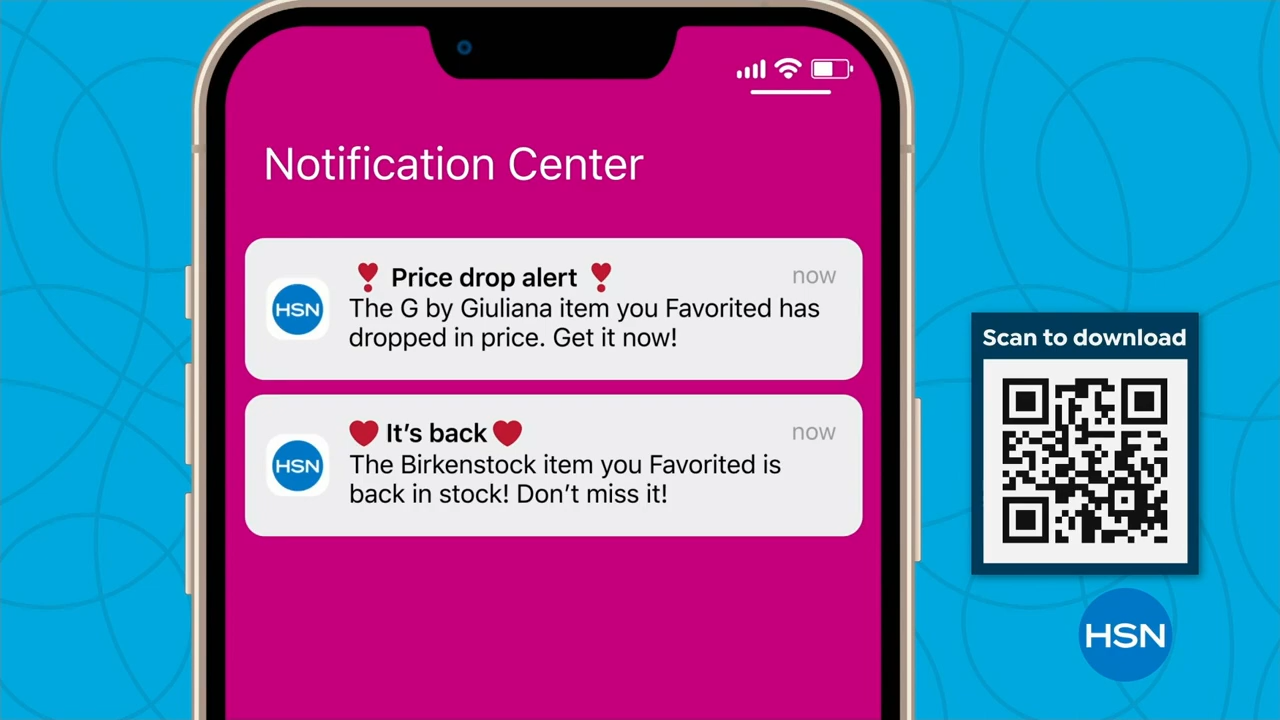 Notification Center
HSN
❣ Price drop alert ❣
now
The G by Giuliana item you Favorited has
dropped in price. Get it now!
HSN
❤ It’s back ❤
now
The Birkenstock item you Favorited is
back in stock! Don’t miss it!
Scan to download
HSN